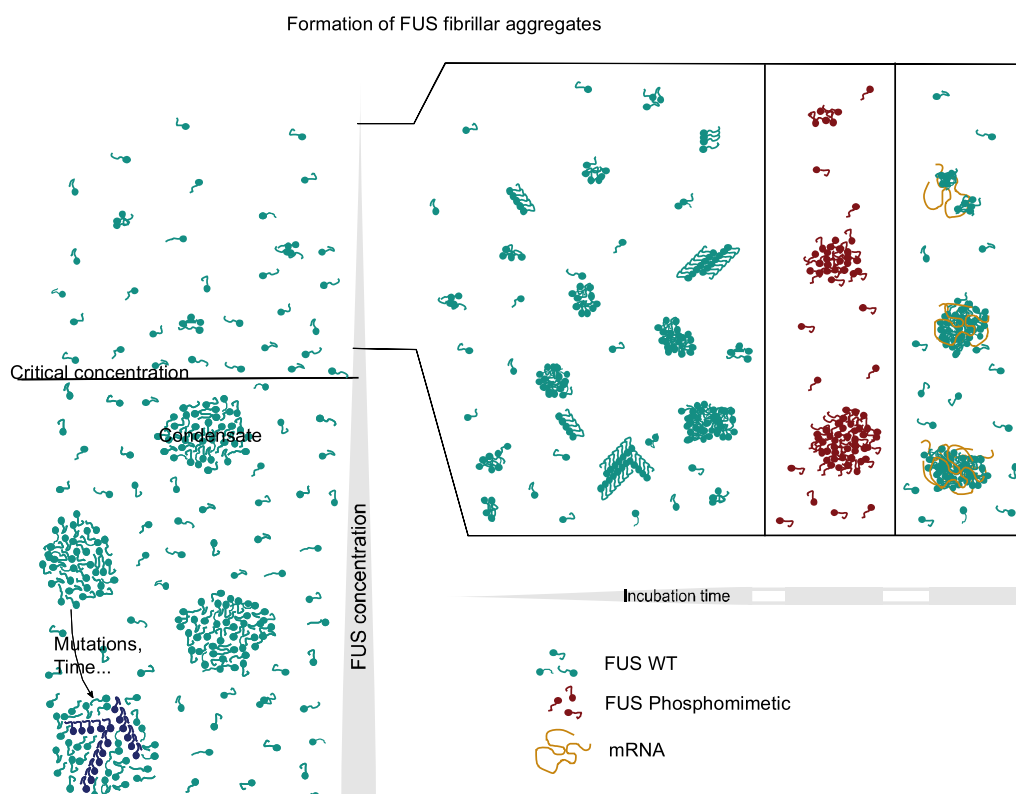 Formation of FUS fibrillar aggregates
Critical concentration
Condensate
FUS concentration
Mutations,
Time...
Incubation time
FUS WT
FUS Phosphomimetic
mRNA